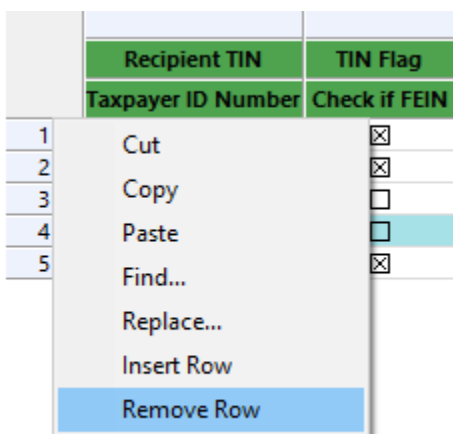 Recipient TIN TIN Flag
Taxpayer ID Number Check if FEIN
1
2
3
4
5
Cut
Copy
Paste
Find...
Replace...
Insert Row
Remove Row